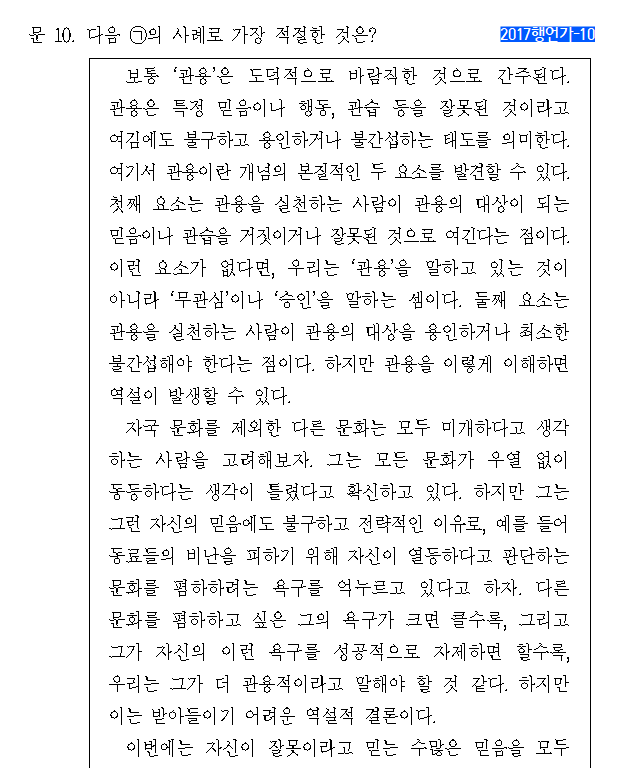 문 10. 다음 ㉠의 사례로 가장 적절한 것은?
2017행언가-10
보통 ‘관용’은 도덕적으로 바람직한 것으로 간주된다.
관용은 특정 믿음이나 행동, 관습 등을 잘못된 것이라고
여김에도 불구하고 용인하거나 불간섭하는 태도를 의미한다.
여기서 관용이란 개념의 본질적인 두 요소를 발견할 수 있다.
첫째 요소는 관용을 실천하는 사람이 관용의 대상이 되는
믿음이나 관습을 거짓이거나 잘못된 것으로 여긴다는 점이다.
이런 요소가 없다면, 우리는 ‘관용’을 말하고 있는 것이
아니라 ‘무관심’이나 ‘승인’을 말하는 셈이다. 둘째 요소는
관용을 실천하는 사람이 관용의 대상을 용인하거나 최소한
불간섭해야 한다는 점이다. 하지만 관용을 이렇게 이해하면
역설이 발생할 수 있다.
자국 문화를 제외한 다른 문화는 모두 미개하다고 생각
하는 사람을 고려해보자. 그는 모든 문화가 우열 없이
동등하다는 생각이 틀렸다고 확신하고 있다. 하지만 그는
그런 자신의 믿음에도 불구하고 전략적인 이유로, 예를 들어
동료들의 비난을 피하기 위해 자신이 열등하다고 판단하는
문화를 폄하하려는 욕구를 억누르고 있다고 하자. 다른
문화를 폄하하고 싶은 그의 욕구가 크면 클수록, 그리고
그가 자신의 이런 욕구를 성공적으로 자제하면 할수록,
우리는 그가 더 관용적이라고 말해야 할 것 같다. 하지만
이는 받아들이기 어려운 역설적 결론이다.
이번에는 자신이 잘못이라고 믿는 수많은 믿음을 모두